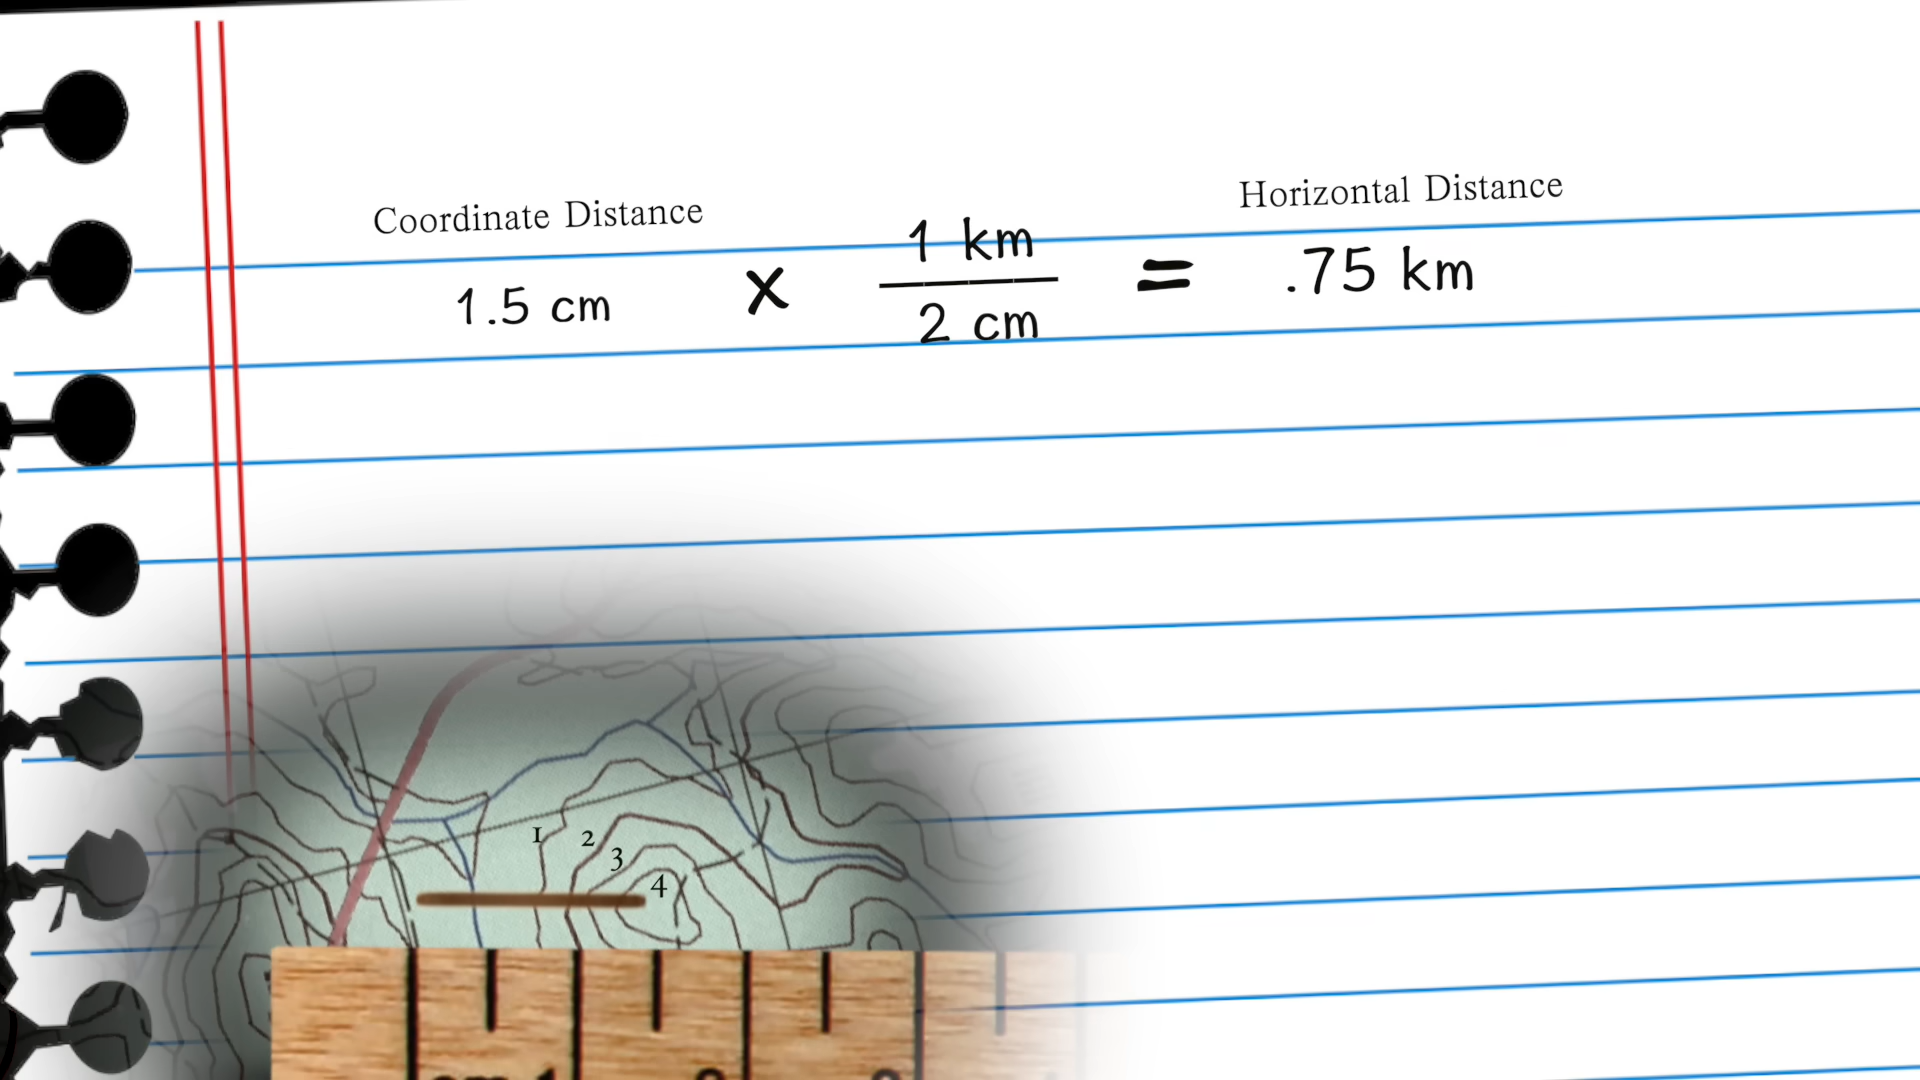 Coordinate Distance
Horizontal Distance
1.5 cm x 1 km
2 cm = .75 km
1
2
3
4